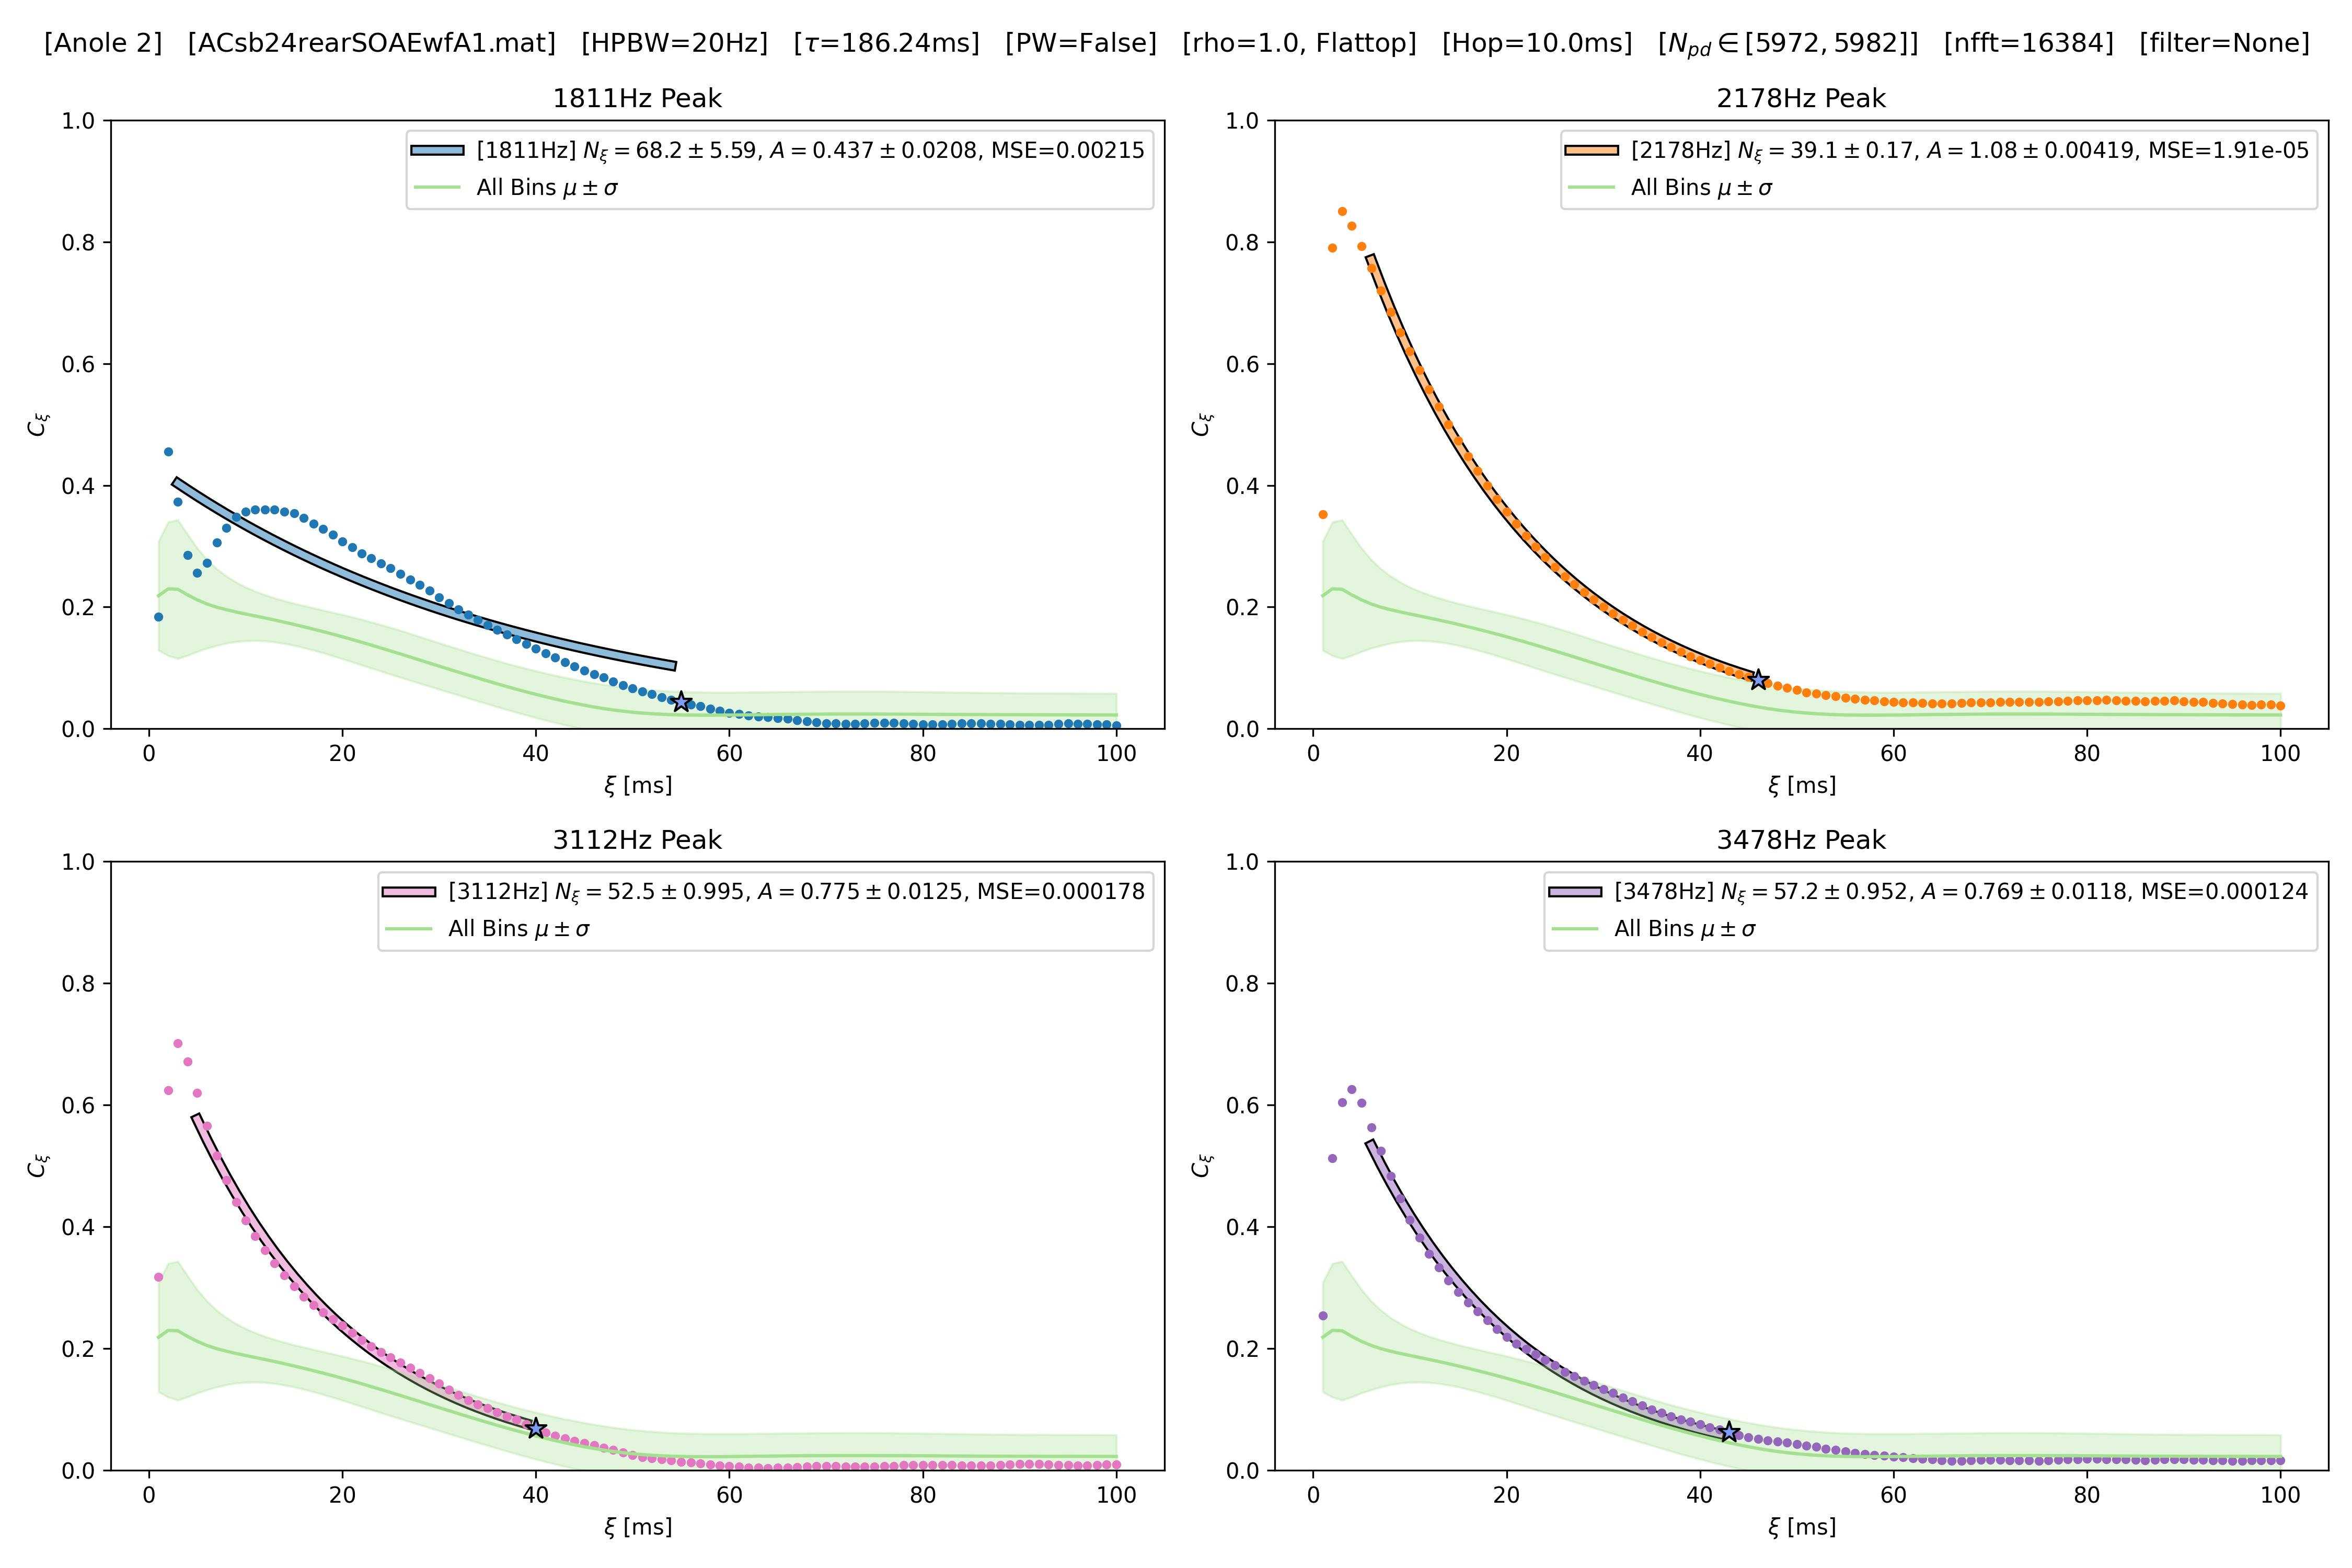 [Anole 2] [ACsb24rearSOAEwfA1.mat] [HPBW=20Hz] [τ=186.24ms] [PW=False] [rho=1.0, Flattop] [Hop=10.0ms] [N_pd ∈ [5972, 5982]] [nfft=16384] [filter=None]
1811Hz Peak
[1811Hz] N_ξ = 68.2 ± 5.59, A = 0.437 ± 0.0208, MSE=0.00215
All Bins μ ± σ
1.0
0.8
0.6
0.4
0.2
0.0
C_ξ
0 20 40 60 80 100
ξ [ms]
2178Hz Peak
[2178Hz] N_ξ = 39.1 ± 0.17, A = 1.08 ± 0.00419, MSE=1.91e-05
All Bins μ ± σ
1.0
0.8
0.6
0.4
0.2
0.0
C_ξ
0 20 40 60 80 100
ξ [ms]
3112Hz Peak
[3112Hz] N_ξ = 52.5 ± 0.995, A = 0.775 ± 0.0125, MSE=0.000178
All Bins μ ± σ
1.0
0.8
0.6
0.4
0.2
0.0
C_ξ
0 20 40 60 80 100
ξ [ms]
3478Hz Peak
[3478Hz] N_ξ = 57.2 ± 0.952, A = 0.769 ± 0.0118, MSE=0.000124
All Bins μ ± σ
1.0
0.8
0.6
0.4
0.2
0.0
C_ξ
0 20 40 60 80 100
ξ [ms]